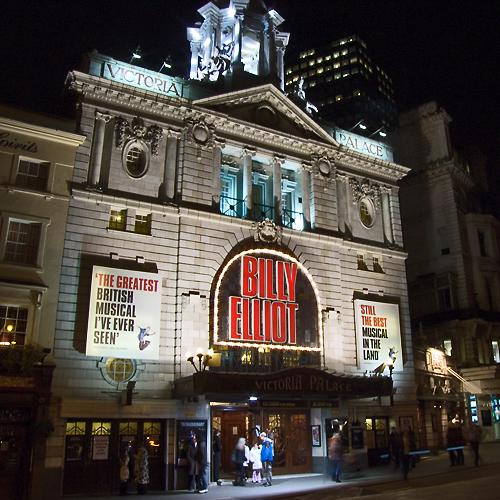 VICTORIA
PALACE
'THE GREATEST
BRITISH
MUSICAL
I'VE EVER
SEEN'
BILLY
ELLIOT
'STILL
THE BEST
MUSICAL
IN THE
LAND'
VICTORIA PALACE
Spirits